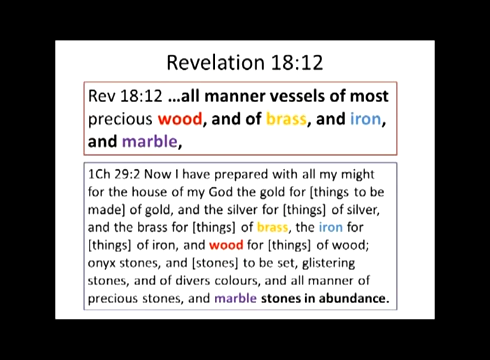 Revelation 18:12
Rev 18:12 …all manner vessels of most
precious wood, and of brass, and iron,
and marble,
1Ch 29:2 Now I have prepared with all my might
for the house of my God the gold for [things to be
made] of gold, and the silver for [things] of silver,
and the brass for [things] of brass, the iron for
[things] of iron, and wood for [things] of wood;
onyx stones, and [stones] to be set, glistering
stones, and of divers colours, and all manner of
precious stones, and marble stones in abundance.